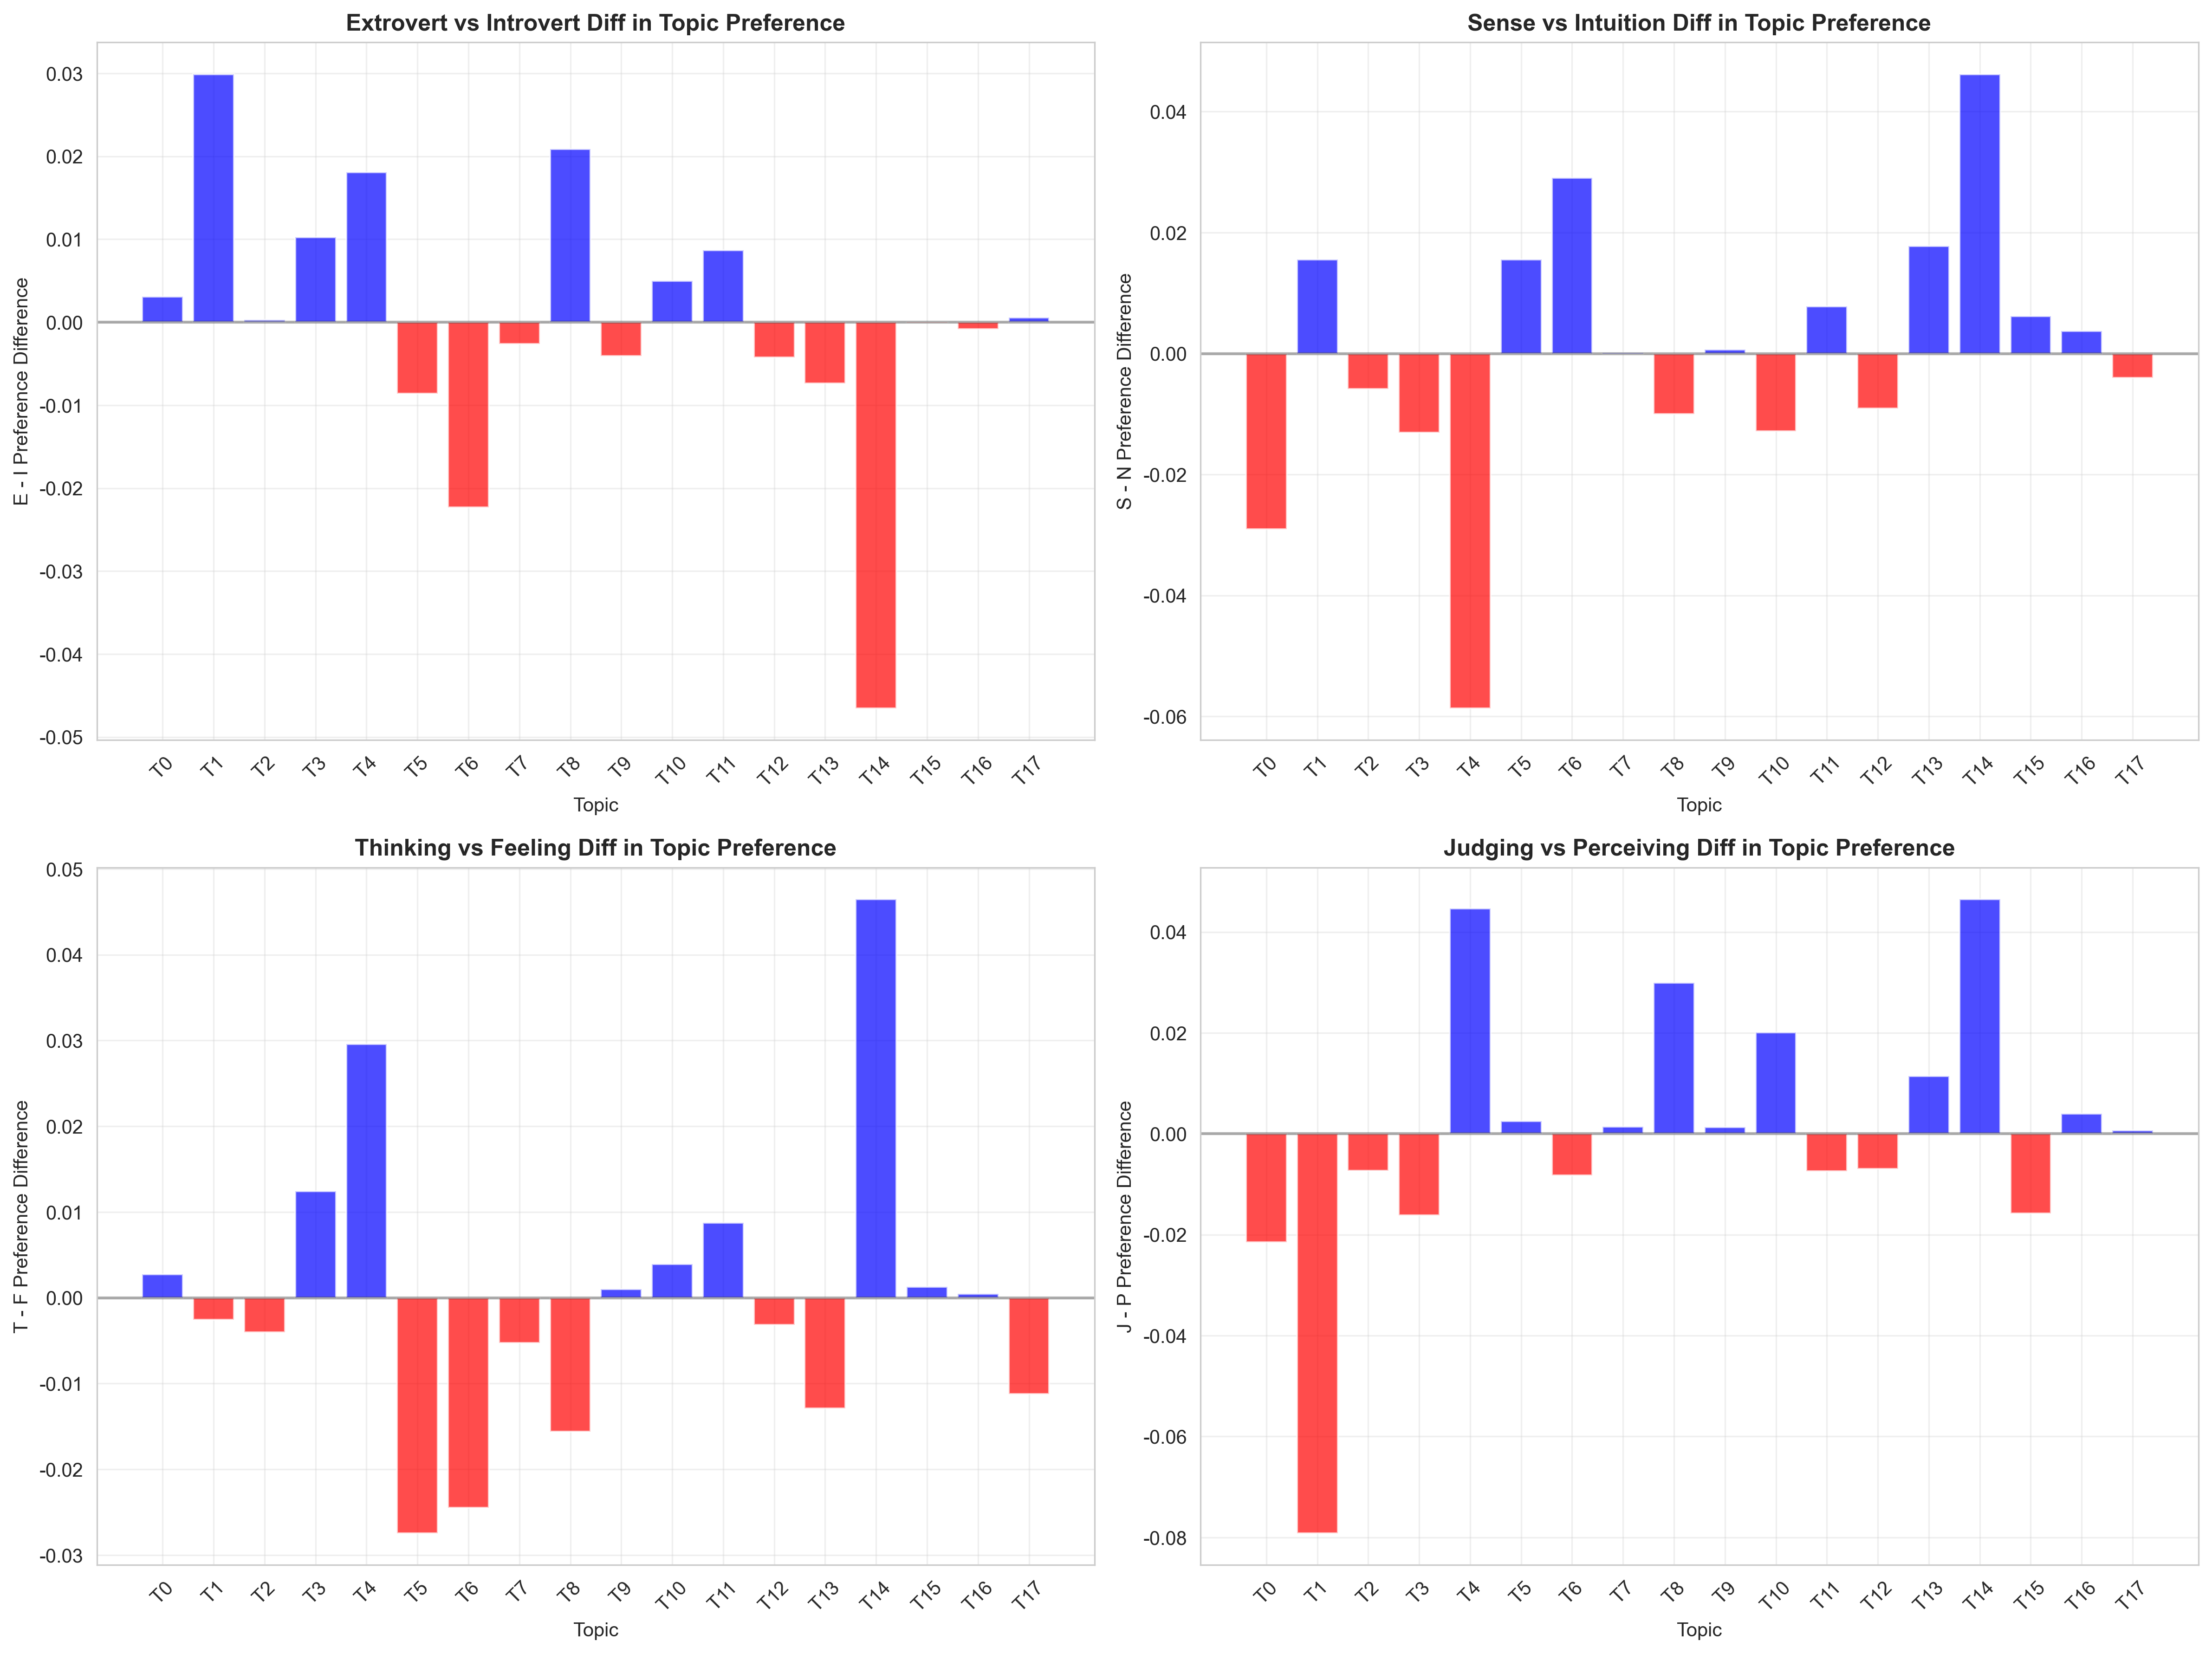 Extrovert vs Introvert Diff in Topic Preference
E - I Preference Difference
0.03
0.02
0.01
0.00
-0.01
-0.02
-0.03
-0.04
-0.05
T0 T1 T2 T3 T4 T5 T6 T7 T8 T9 T10 T11 T12 T13 T14 T15 T16 T17
Topic
Sense vs Intuition Diff in Topic Preference
S - N Preference Difference
0.04
0.02
0.00
-0.02
-0.04
-0.06
T0 T1 T2 T3 T4 T5 T6 T7 T8 T9 T10 T11 T12 T13 T14 T15 T16 T17
Topic
Thinking vs Feeling Diff in Topic Preference
T - F Preference Difference
0.05
0.04
0.03
0.02
0.01
0.00
-0.01
-0.02
-0.03
T0 T1 T2 T3 T4 T5 T6 T7 T8 T9 T10 T11 T12 T13 T14 T15 T16 T17
Topic
Judging vs Perceiving Diff in Topic Preference
J - P Preference Difference
0.04
0.02
0.00
-0.02
-0.04
-0.06
-0.08
T0 T1 T2 T3 T4 T5 T6 T7 T8 T9 T10 T11 T12 T13 T14 T15 T16 T17
Topic